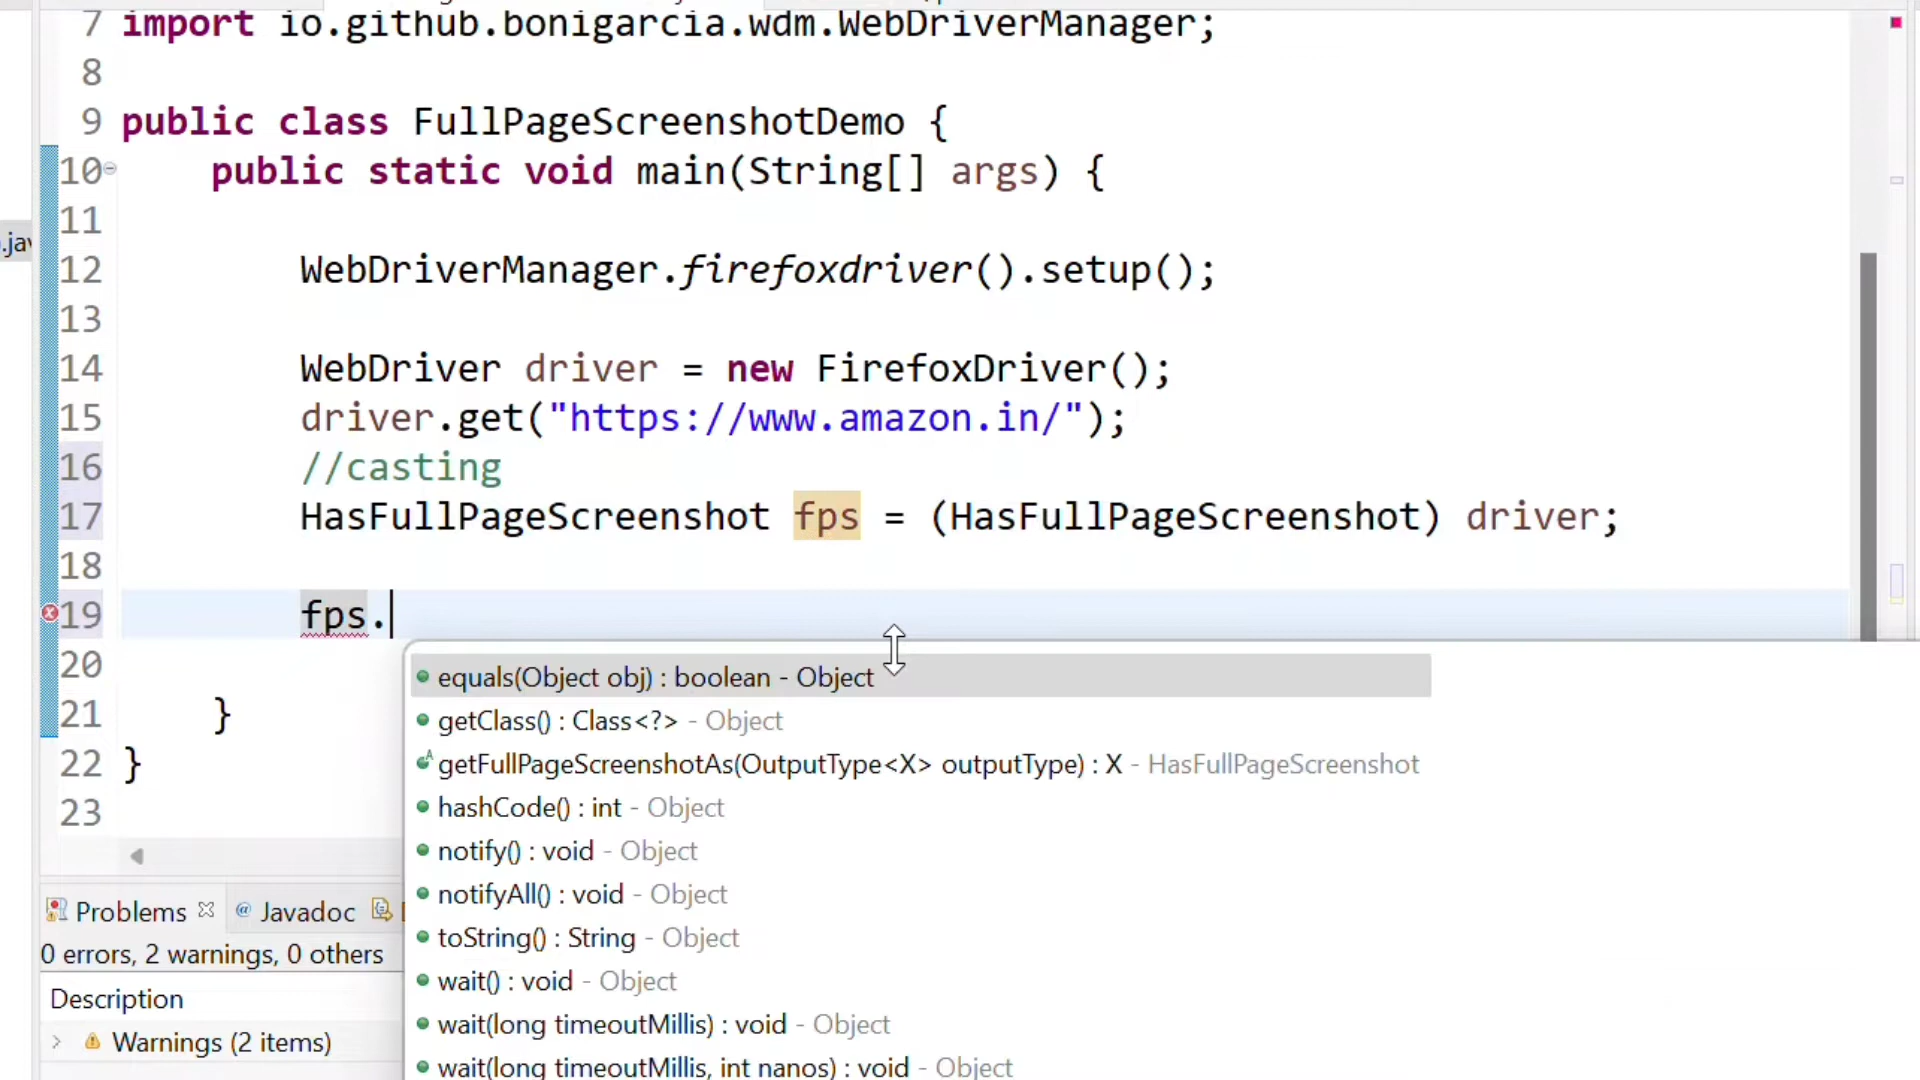 7 import io.github.bonigarcia.wdm.WebDriverManager;
8
9 public class FullPageScreenshotDemo {
10 public static void main(String[] args) {
11
.jav
12 WebDriverManager.firefoxdriver().setup();
13
14 WebDriver driver = new FirefoxDriver();
15 driver.get("https://www.amazon.in/");
16 //casting
17 HasFullPageScreenshot fps = (HasFullPageScreenshot) driver;
18
19 fps.
20
21 }
22 }
23
equals(Object obj) : boolean - Object
getClass() : Class<?> - Object
getFullPageScreenshotAs(OutputType<X> outputType) : X - HasFullPageScreenshot
hashCode() : int - Object
notify() : void - Object
notifyAll() : void - Object
toString() : String - Object
wait() : void - Object
wait(long timeoutMillis) : void - Object
wait(long timeoutMillis, int nanos) : void - Object
Problems @ Javadoc
0 errors, 2 warnings, 0 others
Description
Warnings (2 items)